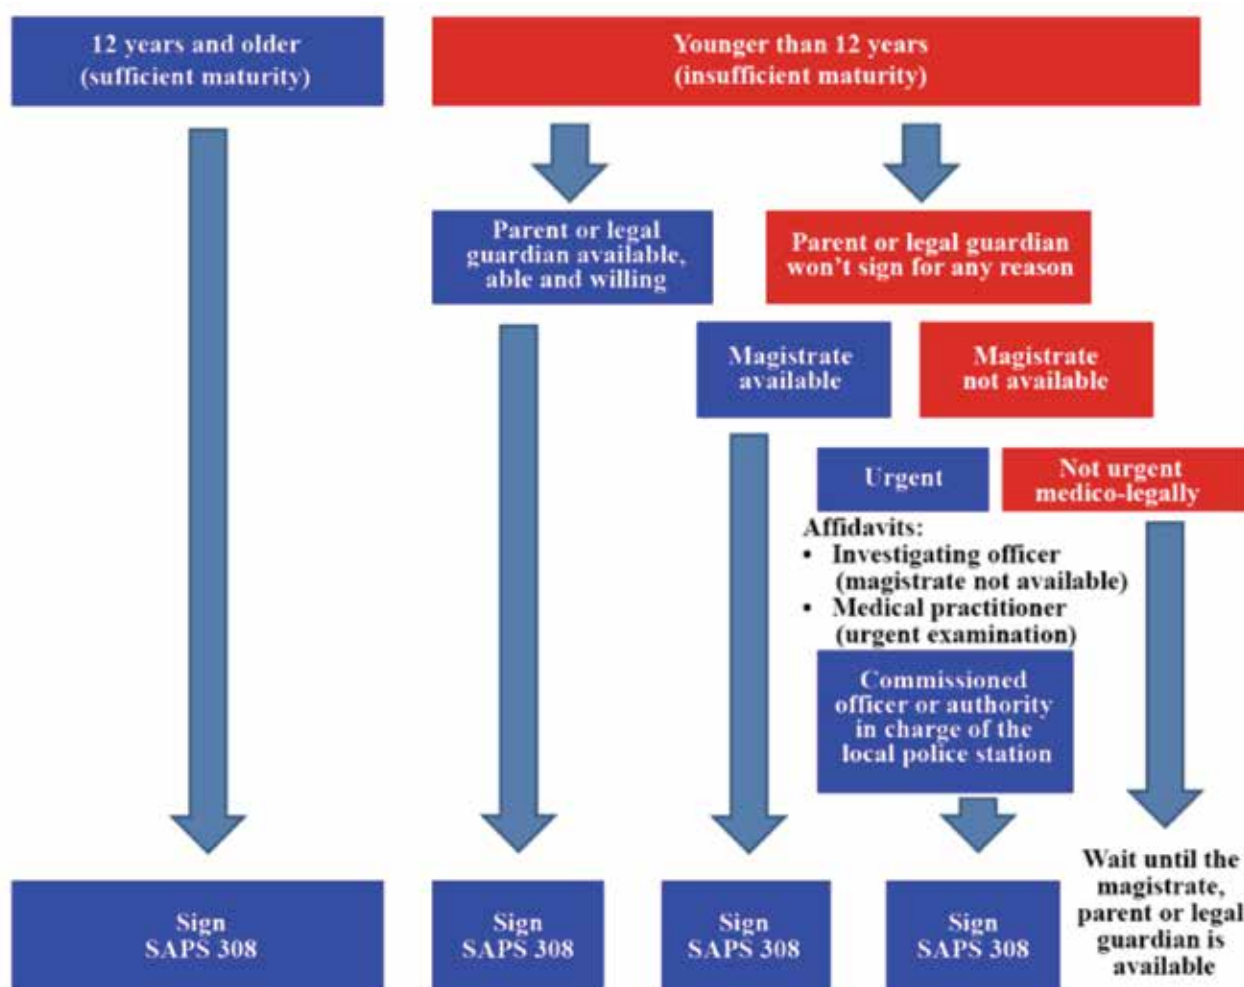 12 years and older
(sufficient maturity)
Younger than 12 years
(insufficient maturity)
Parent or legal
guardian available,
able and willing
Parent or legal guardian
won't sign for any reason
Magistrate
available
Magistrate
not available
Urgent
Not urgent
medico-legally
Affidavits:
• Investigating officer
(magistrate not available)
• Medical practitioner
(urgent examination)
Commissioned
officer or authority
in charge of the
local police station
Sign
SAPS 308
Sign
SAPS 308
Sign
SAPS 308
Sign
SAPS 308
Wait until the
magistrate,
parent or legal
guardian is
available